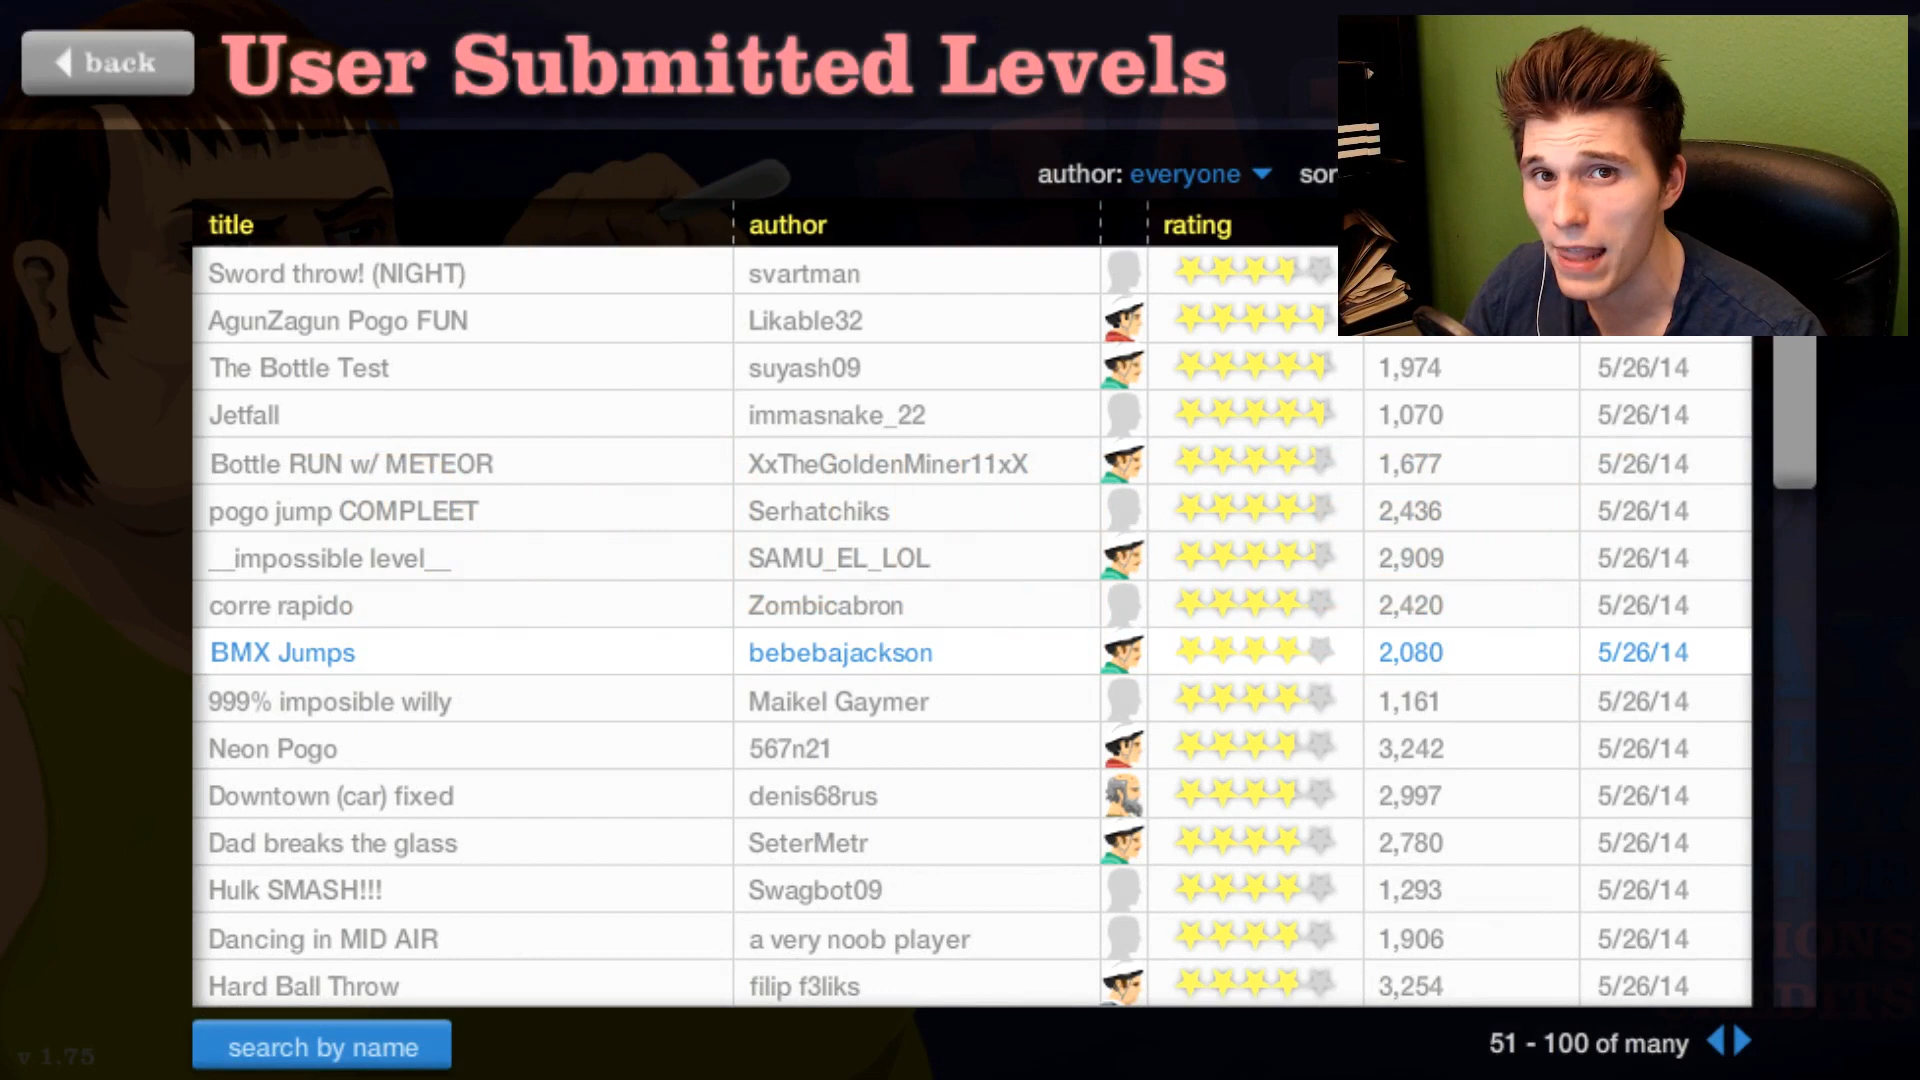 back
User Submitted Levels
author: everyone sor
title author rating
Sword throw! (NIGHT) svartman
AgunZagun Pogo FUN Likable32
The Bottle Test suyash09 1,974 5/26/14
Jetfall immasnake_22 1,070 5/26/14
Bottle RUN w/ METEOR XxTheGoldenMiner11xX 1,677 5/26/14
pogo jump COMPLEET Serhatchiks 2,436 5/26/14
__impossible level__ SAMU_EL_LOL 2,909 5/26/14
corre rapido Zombicabron 2,420 5/26/14
BMX Jumps bebebajackson 2,080 5/26/14
999% imposible willy Maikel Gaymer 1,161 5/26/14
Neon Pogo 567n21 3,242 5/26/14
Downtown (car) fixed denis68rus 2,997 5/26/14
Dad breaks the glass SeterMetr 2,780 5/26/14
Hulk SMASH!!! Swagbot09 1,293 5/26/14
Dancing in MID AIR a very noob player 1,906 5/26/14
Hard Ball Throw filip f3liks 3,254 5/26/14
search by name
51 - 100 of many
v 1.75